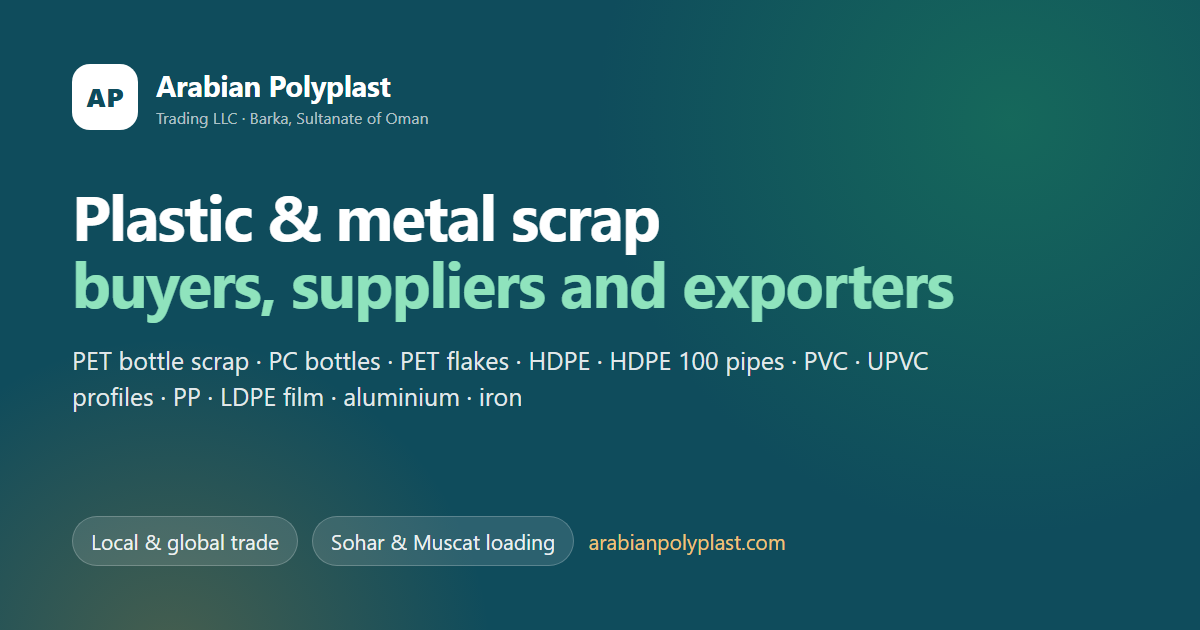 AP
Arabian Polyplast
Trading LLC · Barka, Sultanate of Oman
Plastic & metal scrap
buyers, suppliers and exporters
PET bottle scrap · PC bottles · PET flakes · HDPE · HDPE 100 pipes · PVC · UPVC
profiles · PP · LDPE film · aluminium · iron
Local & global trade
Sohar & Muscat loading
arabianpolyplast.com